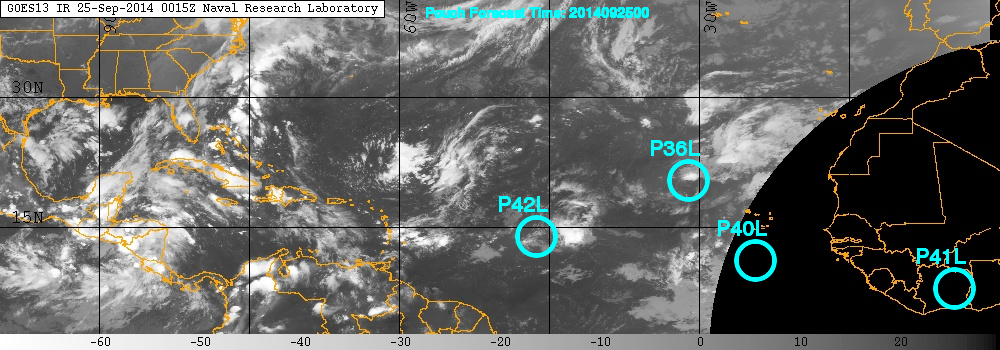 GOES13 IR 25-Sep-2014 0015Z Naval Research Laboratory
Pouch Forecast Time: 2014092500
90W
60W
30W
30N
P36L
P42L
15N
P40L
P41L
-60 -50 -40 -30 -20 -10 0 10 20